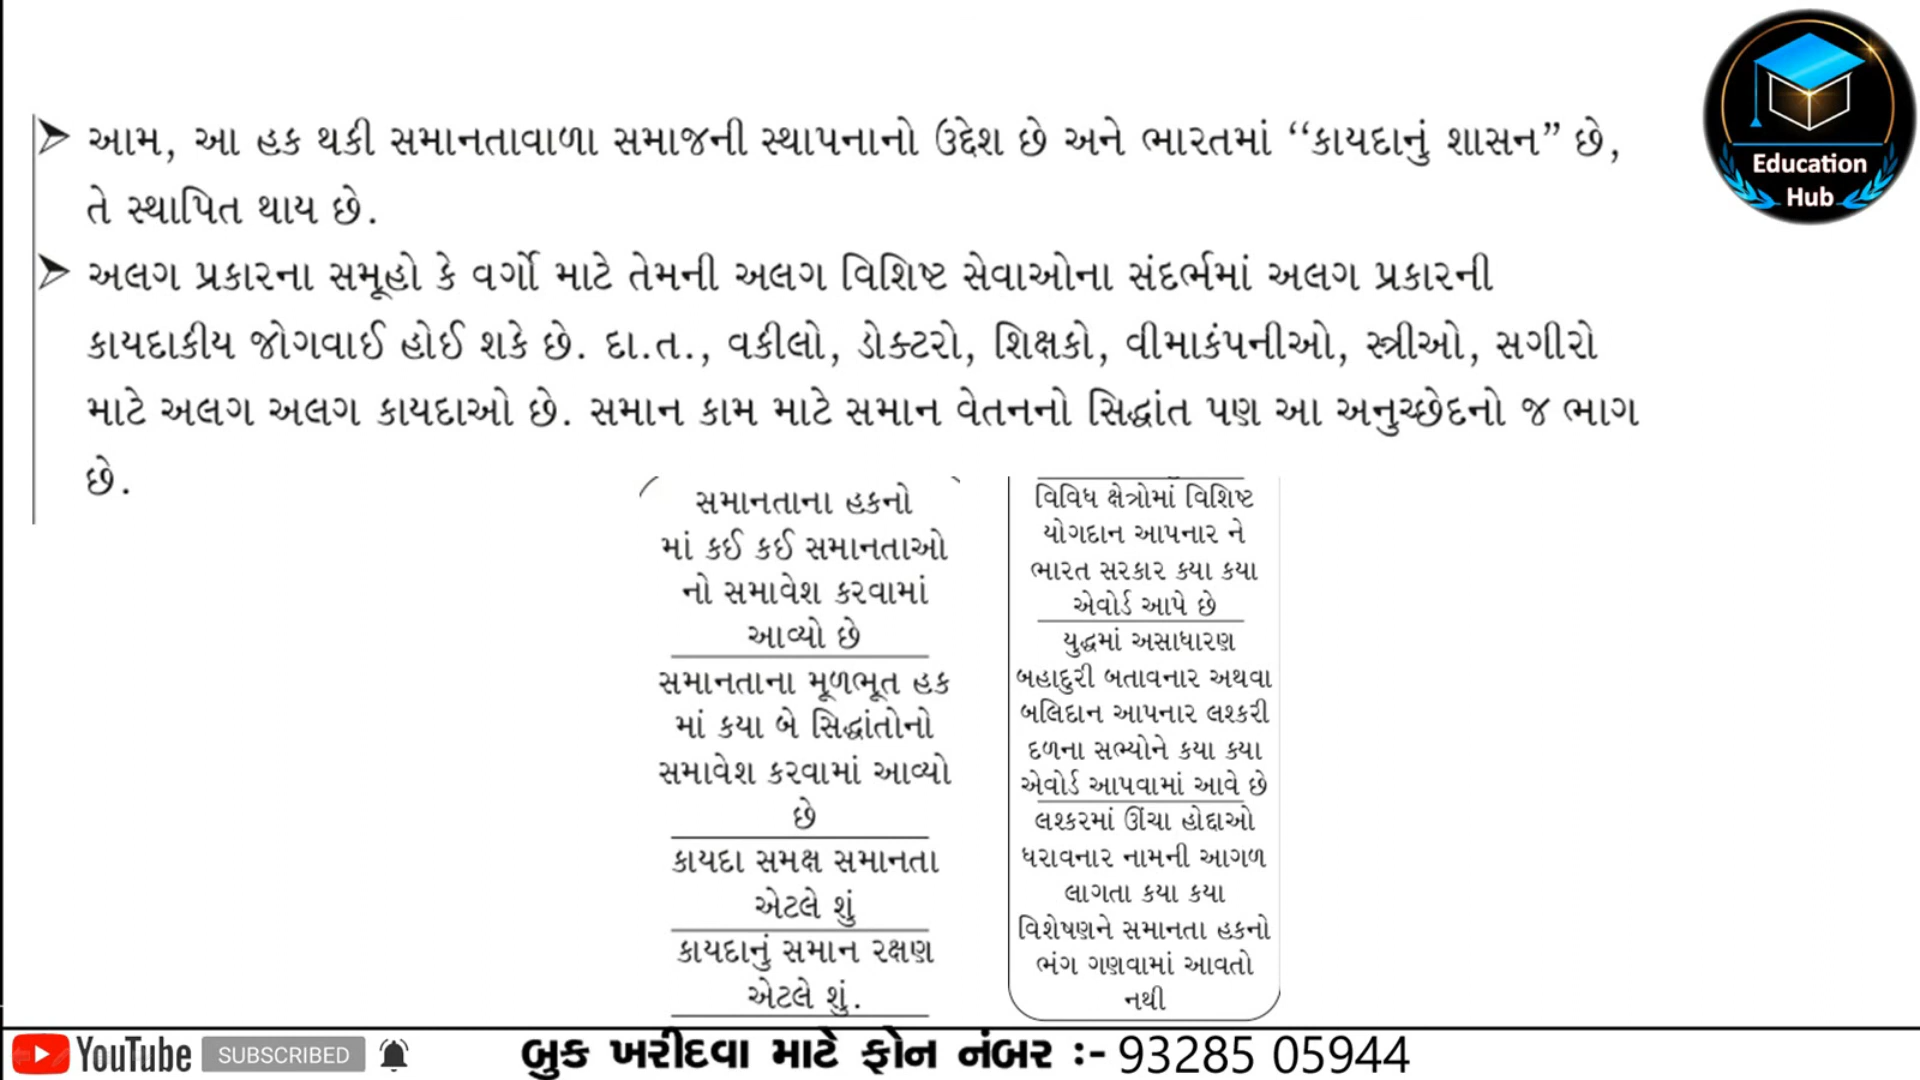 આમ, આ હક થકી સમાનતાવાળા સમાજની સ્થાપનાનો ઉદ્દેશ છે અને ભારતમાં “કાયદાનું શાસન” છે,
તે સ્થાપિત થાય છે.
અલગ પ્રકારના સમૂહો કે વર્ગો માટે તેમની અલગ વિશિષ્ટ સેવાઓના સંદર્ભમાં અલગ પ્રકારની
કાયદાકીય જોગવાઈ હોઈ શકે છે. દા.ત., વકીલો, ડોક્ટરો, શિક્ષકો, વીમાકંપનીઓ, સ્ત્રીઓ, સગીરો
માટે અલગ અલગ કાયદાઓ છે. સમાન કામ માટે સમાન વેતનનો સિદ્ધાંત પણ આ અનુચ્છેદનો જ ભાગ
છે.
Education
Hub
સમાનતાના હકનો
માં કઈ કઈ સમાનતાઓ
નો સમાવેશ કરવામાં
આવ્યો છે
સમાનતાના મૂળભૂત હક
માં કયા બે સિદ્ધાંતોનો
સમાવેશ કરવામાં આવ્યો
છે
કાયદા સમક્ષ સમાનતા
એટલે શું
કાયદાનું સમાન રક્ષણ
એટલે શું.
વિવિધ ક્ષેત્રોમાં વિશિષ્ટ
યોગદાન આપનાર ને
ભારત સરકાર કયા કયા
એવોર્ડ આપે છે
યુદ્ધમાં અસાધારણ
બહાદુરી બતાવનાર અથવા
બલિદાન આપનાર લશ્કરી
દળના સભ્યોને કયા કયા
એવોર્ડ આપવામાં આવે છે
લશ્કરમાં ઊંચા હોદ્દાઓ
ધરાવનાર નામની આગળ
લાગતા કયા કયા
વિશેષણને સમાનતા હકનો
ભંગ ગણવામાં આવતો
નથી
YouTube SUBSCRIBED
બુક ખરીદવા માટે ફોન નંબર :- 93285 05944